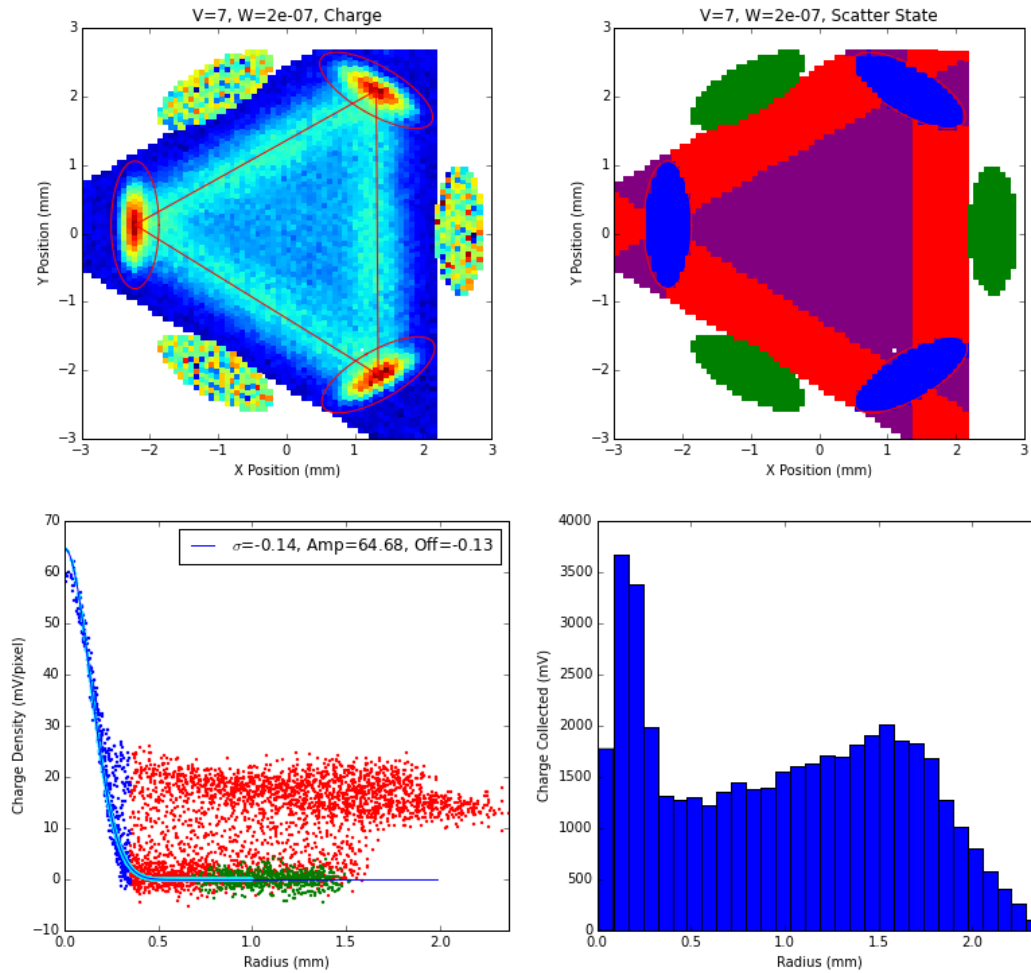 V=7, W=2e-07, Charge
3
2
1
0
−1
−2
−3
Y Position (mm)
−3 −2 −1 0 1 2 3
X Position (mm)
V=7, W=2e-07, Scatter State
3
2
1
0
−1
−2
−3
Y Position (mm)
−3 −2 −1 0 1 2 3
X Position (mm)
70
60
50
40
30
20
10
0
−10
Charge Density (mV/pixel)
σ=-0.14, Amp=64.68, Off=-0.13
0.0 0.5 1.0 1.5 2.0
Radius (mm)
4000
3500
3000
2500
2000
1500
1000
500
0
Charge Collected (mV)
0.0 0.5 1.0 1.5 2.0
Radius (mm)